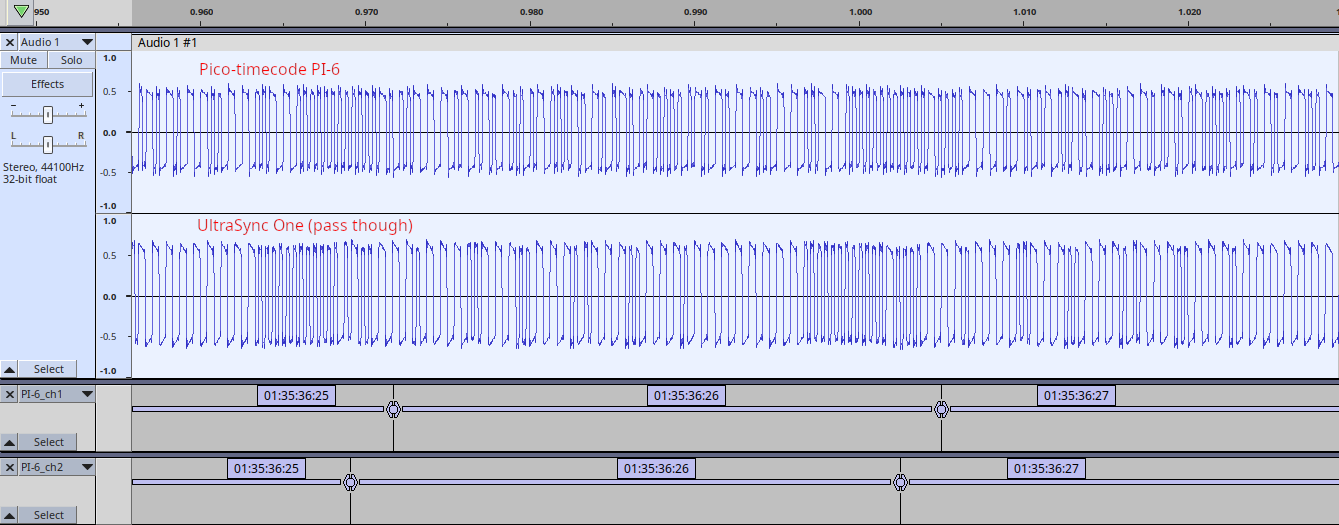 950 0.960 0.970 0.980 0.990 1.000 1.010 1.020
Audio 1
Audio 1 #1
Mute Solo
Effects
- +
L R
Stereo, 44100Hz
32-bit float
Select
1.0
0.5
0.0
-0.5
-1.0
Pico-timecode PI-6
1.0
0.5
0.0
-0.5
-1.0
UltraSync One (pass though)
PI-6_ch1
01:35:36:25 01:35:36:26 01:35:36:27
Select
PI-6_ch2
01:35:36:25 01:35:36:26 01:35:36:27
Select